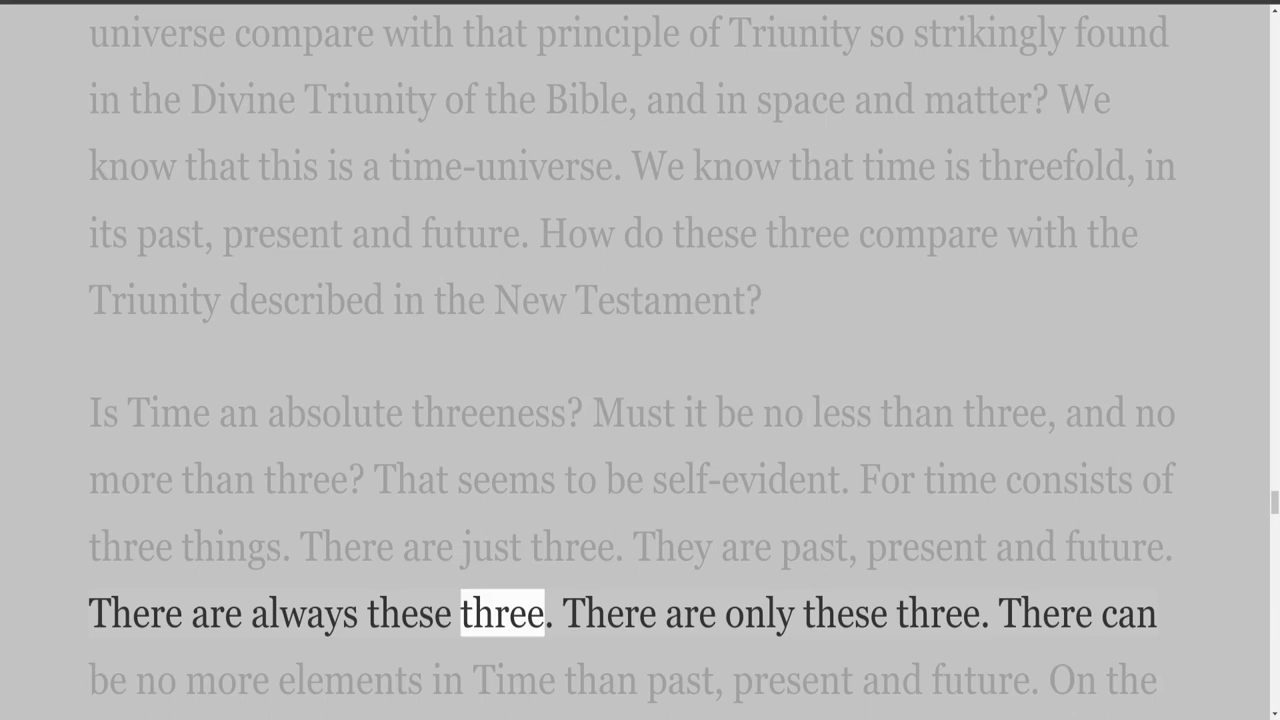 universe compare with that principle of Triunity so strikingly found
in the Divine Triunity of the Bible, and in space and matter? We
know that this is a time-universe. We know that time is threefold, in
its past, present and future. How do these three compare with the
Triunity described in the New Testament?
Is Time an absolute threeness? Must it be no less than three, and no
more than three? That seems to be self-evident. For time consists of
three things. There are just three. They are past, present and future.
There are always these three. There are only these three. There can
be no more elements in Time than past, present and future. On the